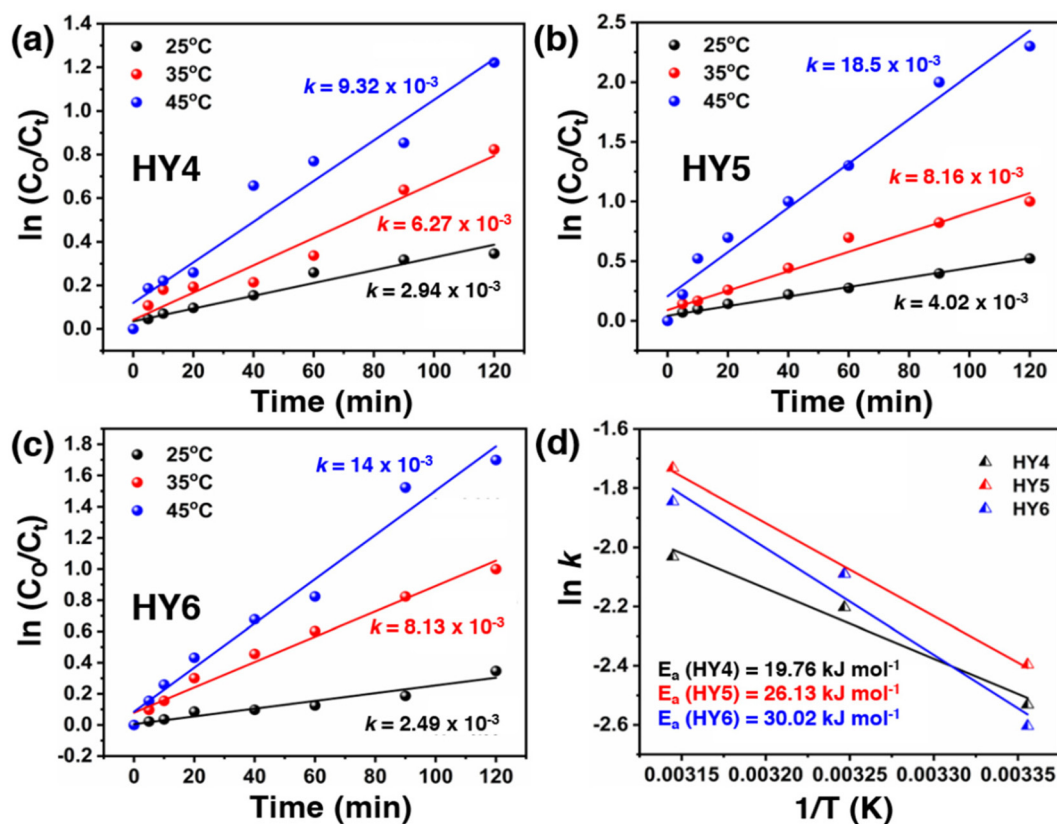 (a)
25°C
35°C
45°C
HY4
k = 9.32 x 10⁻³
k = 6.27 x 10⁻³
k = 2.94 x 10⁻³
ln (C₀/Cₜ)
1.4
1.2
1.0
0.8
0.6
0.4
0.2
0.0
0 20 40 60 80 100 120
Time (min)
(b)
25°C
35°C
45°C
HY5
k = 18.5 x 10⁻³
k = 8.16 x 10⁻³
k = 4.02 x 10⁻³
ln (C₀/Cₜ)
2.5
2.0
1.5
1.0
0.5
0.0
0 20 40 60 80 100 120
Time (min)
(c)
25°C
35°C
45°C
HY6
k = 14 x 10⁻³
k = 8.13 x 10⁻³
k = 2.49 x 10⁻³
ln (C₀/Cₜ)
1.8
1.6
1.4
1.2
1.0
0.8
0.6
0.4
0.2
0.0
-0.2
0 20 40 60 80 100 120
Time (min)
(d)
HY4
HY5
HY6
Eₐ (HY4) = 19.76 kJ mol⁻¹
Eₐ (HY5) = 26.13 kJ mol⁻¹
Eₐ (HY6) = 30.02 kJ mol⁻¹
ln k
-1.6
-1.8
-2.0
-2.2
-2.4
-2.6
0.00315 0.00320 0.00325 0.00330 0.00335
1/T (K)